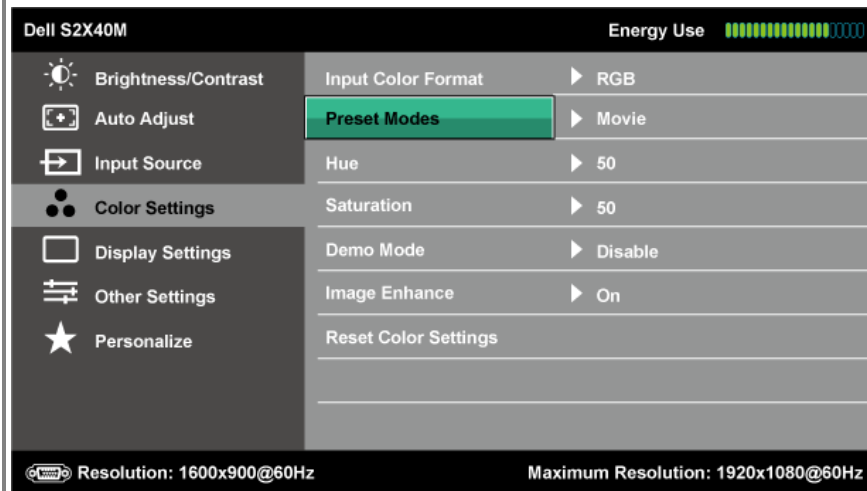 Dell S2X40M Energy Use
Brightness/Contrast Input Color Format RGB
Auto Adjust Preset Modes Movie
Input Source Hue 50
Color Settings Saturation 50
Display Settings Demo Mode Disable
Other Settings Image Enhance On
Personalize Reset Color Settings
Resolution: 1600x900@60Hz Maximum Resolution: 1920x1080@60Hz